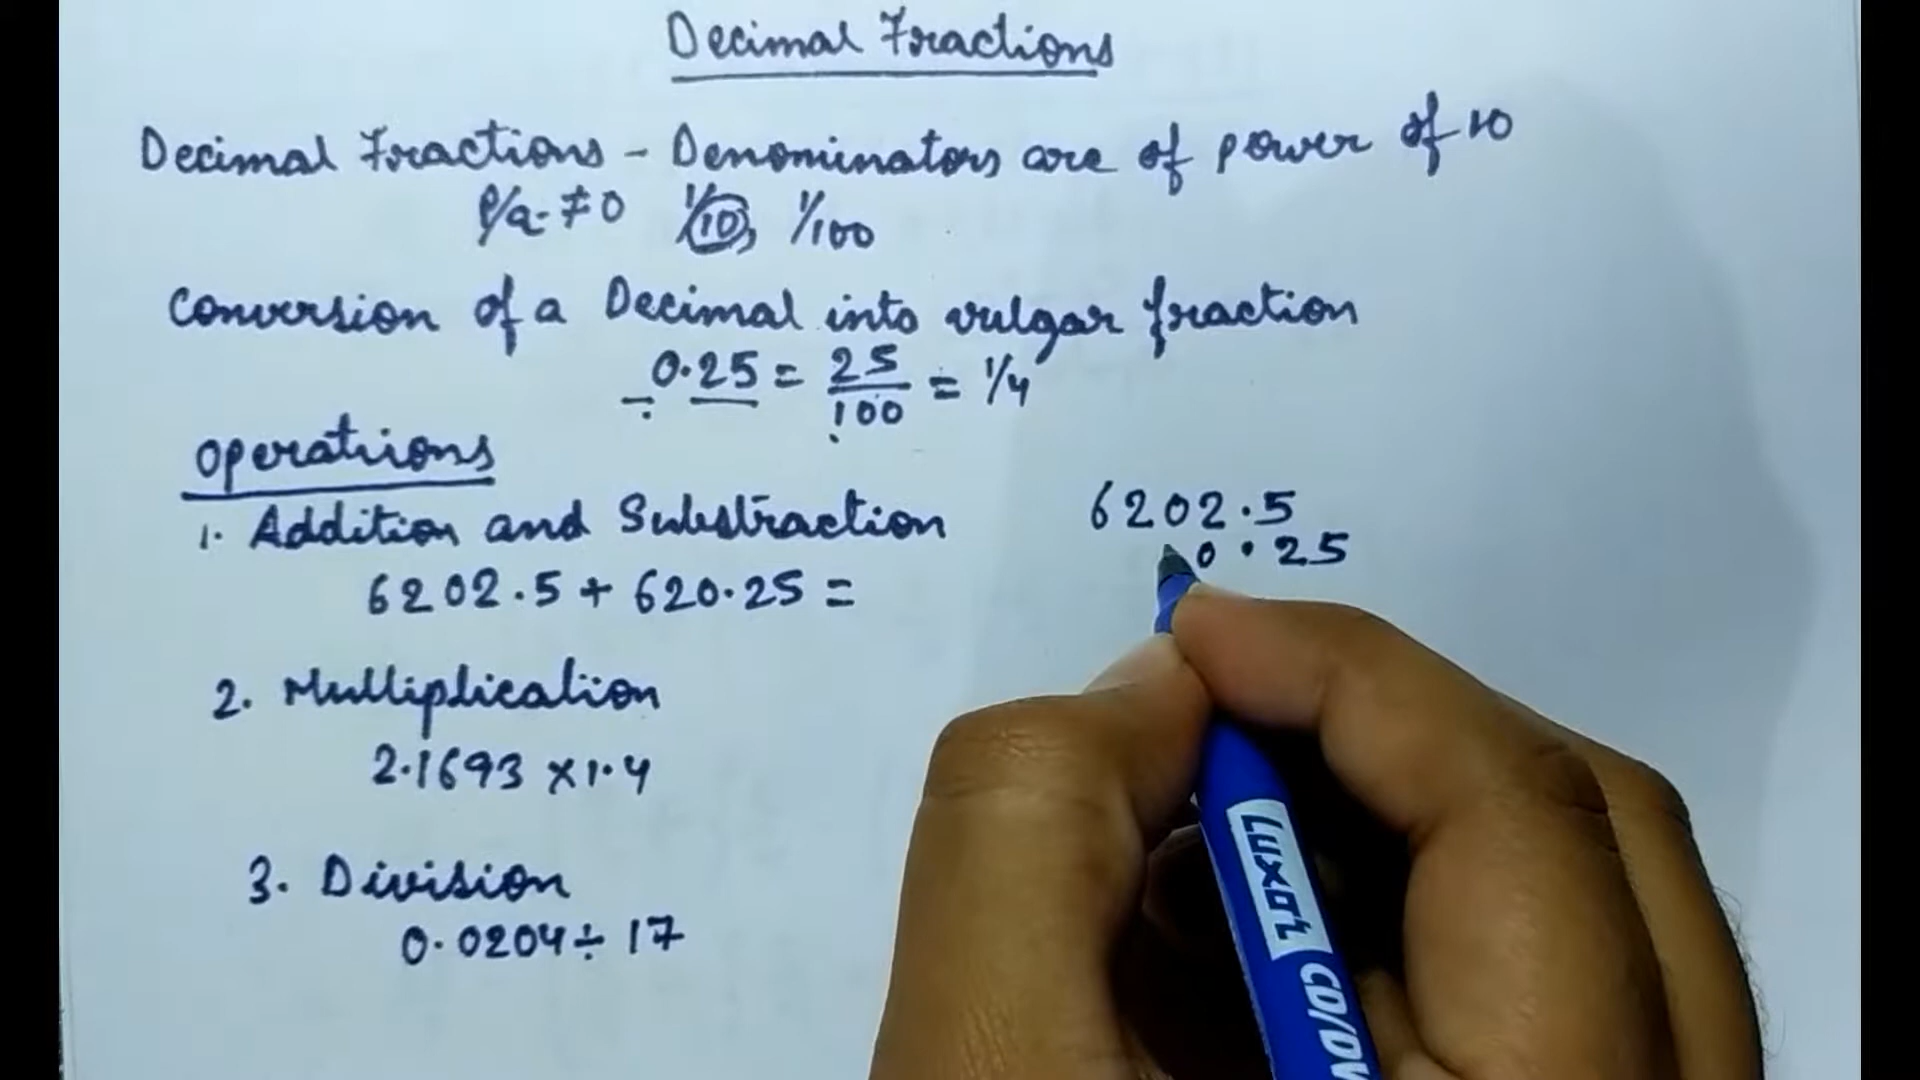 Decimal Fractions
Decimal Fractions - Denominators are of power of 10
P/q ≠ 0 1/10, 1/100
Conversion of a Decimal into vulgar fraction
0.25 = 25/100 = 1/4
Operatiions
1. Addition and Substraction
6202.5 + 620.25 =
6202.5
0.25
2. Multiplication
2.1693 x 1.4
3. Division
0.0204 ÷ 17
LEXAR CD/DV